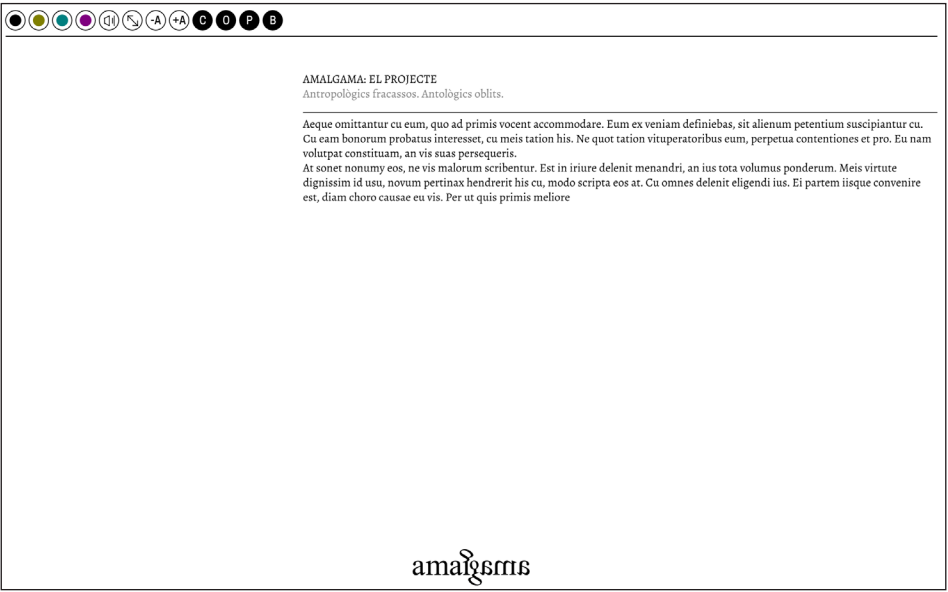 -A +A C O P B
AMALGAMA: EL PROJECTE
Antropològics fracassos. Antològics oblits.
Aeque omittantur cu eum, quo ad primis vocent accommodare. Eum ex veniam definiebas, sit alienum petentium suscipiantur cu.
Cu eam bonorum probatus interesset, cu meis tation his. Ne quot tation vituperatoribus eum, perpetua contentiones et pro. Eu nam
volutpat constituam, an vis suas persequeris.
At sonet nonumy eos, ne vis malorum scribentur. Est in iriure delenit menandri, an ius tota volumus ponderum. Meis virtute
dignissim id usu, novum pertinax hendrerit his cu, modo scripta eos at. Cu omnes delenit eligendi ius. Ei partem iisque convenire
est, diam choro causae eu vis. Per ut quis primis meliore
amalgama